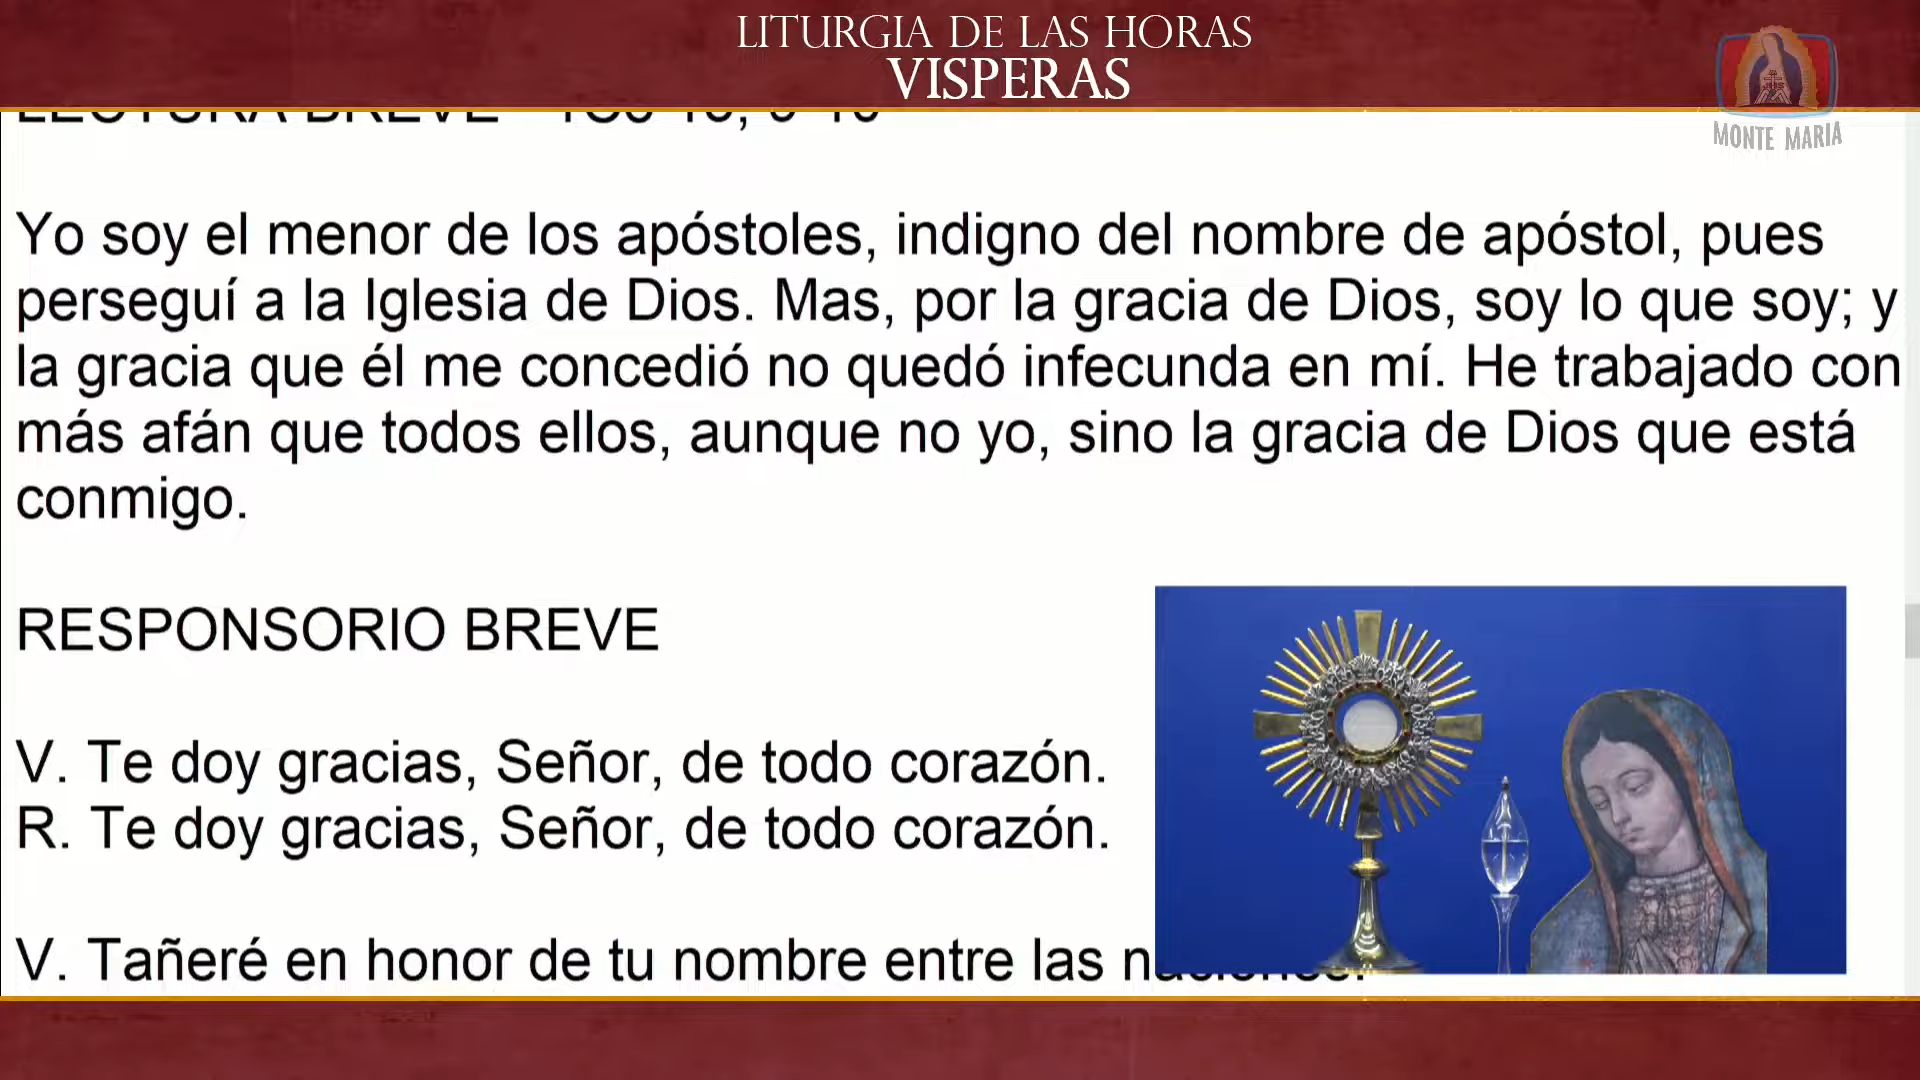 LITURGIA DE LAS HORAS
VISPERAS
MONTE MARIA
LECTURA BREVE
Yo soy el menor de los apóstoles, indigno del nombre de apóstol, pues
perseguí a la Iglesia de Dios. Mas, por la gracia de Dios, soy lo que soy; y
la gracia que él me concedió no quedó infecunda en mí. He trabajado con
más afán que todos ellos, aunque no yo, sino la gracia de Dios que está
conmigo.
RESPONSORIO BREVE
V. Te doy gracias, Señor, de todo corazón.
R. Te doy gracias, Señor, de todo corazón.
V. Tañeré en honor de tu nombre entre las naciones.